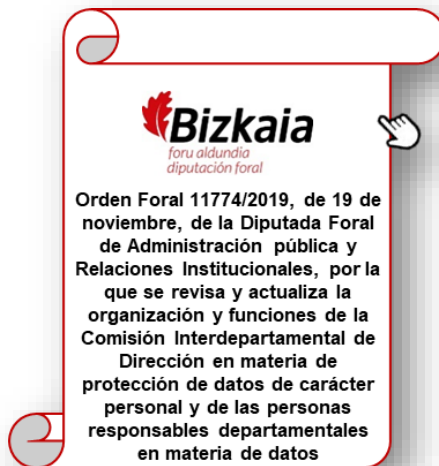 Bizkaia
foru aldundia
diputación foral
Orden Foral 11774/2019, de 19 de
noviembre, de la Diputada Foral
de Administración pública y
Relaciones Institucionales, por la
que se revisa y actualiza la
organización y funciones de la
Comisión Interdepartamental de
Dirección en materia de
protección de datos de carácter
personal y de las personas
responsables departamentales
en materia de datos